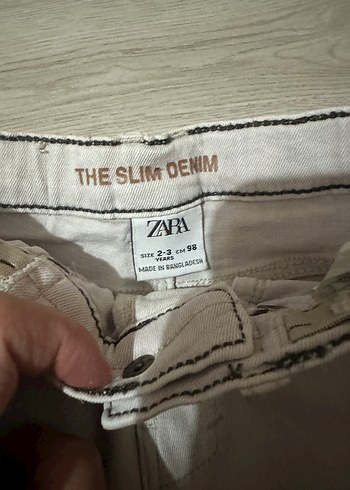 THE SLIM DENIM
ZARA
SIZE 2-3 CM 98
YEARS
MADE IN BANGLADESH